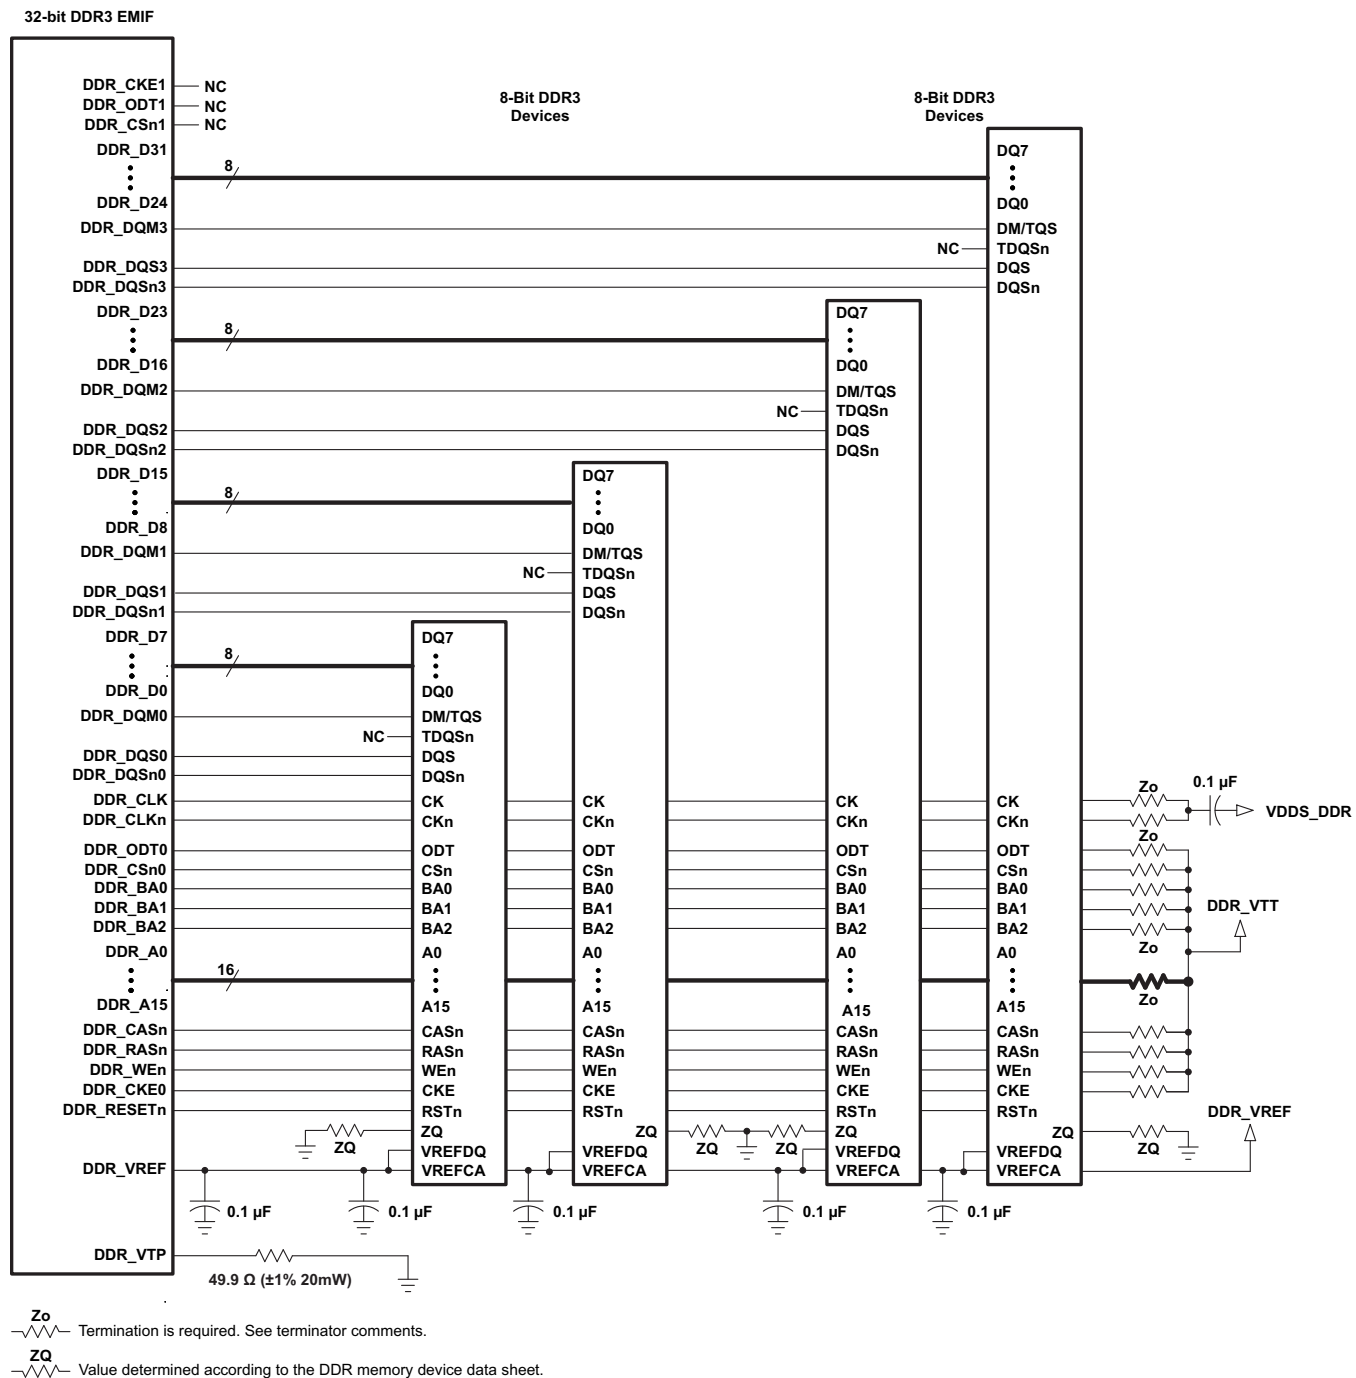 32-bit DDR3 EMIF
8-Bit DDR3
Devices
8-Bit DDR3
Devices
DDR_CKE1 NC
DDR_ODT1 NC
DDR_CSn1 NC
DDR_D31 DQ7
8
DDR_D24 DQ0
DDR_DQM3 DM/TQS
NC TDQSn
DDR_DQS3 DQS
DDR_DQSn3 DQSn
DDR_D23 DQ7
8
DDR_D16 DQ0
DDR_DQM2 DM/TQS
NC TDQSn
DDR_DQS2 DQS
DDR_DQSn2 DQSn
DDR_D15 DQ7
8
DDR_D8 DQ0
DDR_DQM1 DM/TQS
NC TDQSn
DDR_DQS1 DQS
DDR_DQSn1 DQSn
DDR_D7 DQ7
8
DDR_D0 DQ0
DDR_DQM0 DM/TQS
NC TDQSn
DDR_DQS0 DQS
DDR_DQSn0 DQSn
Zo 0.1 µF
DDR_CLK CK CK CK CK
VDDS_DDR
DDR_CLKn CKn CKn CKn CKn
Zo
DDR_ODT0 ODT ODT ODT ODT
DDR_CSn0 CSn CSn CSn CSn
DDR_BA0 BA0 BA0 BA0 BA0
DDR_BA1 BA1 BA1 BA1 BA1 DDR_VTT
DDR_BA2 BA2 BA2 BA2 BA2
Zo
DDR_A0 A0 A0 A0 A0
16
Zo
DDR_A15 A15 A15 A15 A15
DDR_CASn CASn CASn CASn CASn
DDR_RASn RASn RASn RASn RASn
DDR_WEn WEn WEn WEn WEn
DDR_CKE0 CKE CKE CKE CKE
DDR_RESETn RSTn RSTn RSTn RSTn DDR_VREF
ZQ ZQ ZQ ZQ
ZQ ZQ ZQ ZQ
VREFDQ VREFDQ VREFDQ VREFDQ
DDR_VREF VREFCA VREFCA VREFCA VREFCA
0.1 µF 0.1 µF 0.1 µF 0.1 µF 0.1 µF
DDR_VTP
49.9 Ω (±1% 20mW)
Zo
Termination is required. See terminator comments.
ZQ
Value determined according to the DDR memory device data sheet.